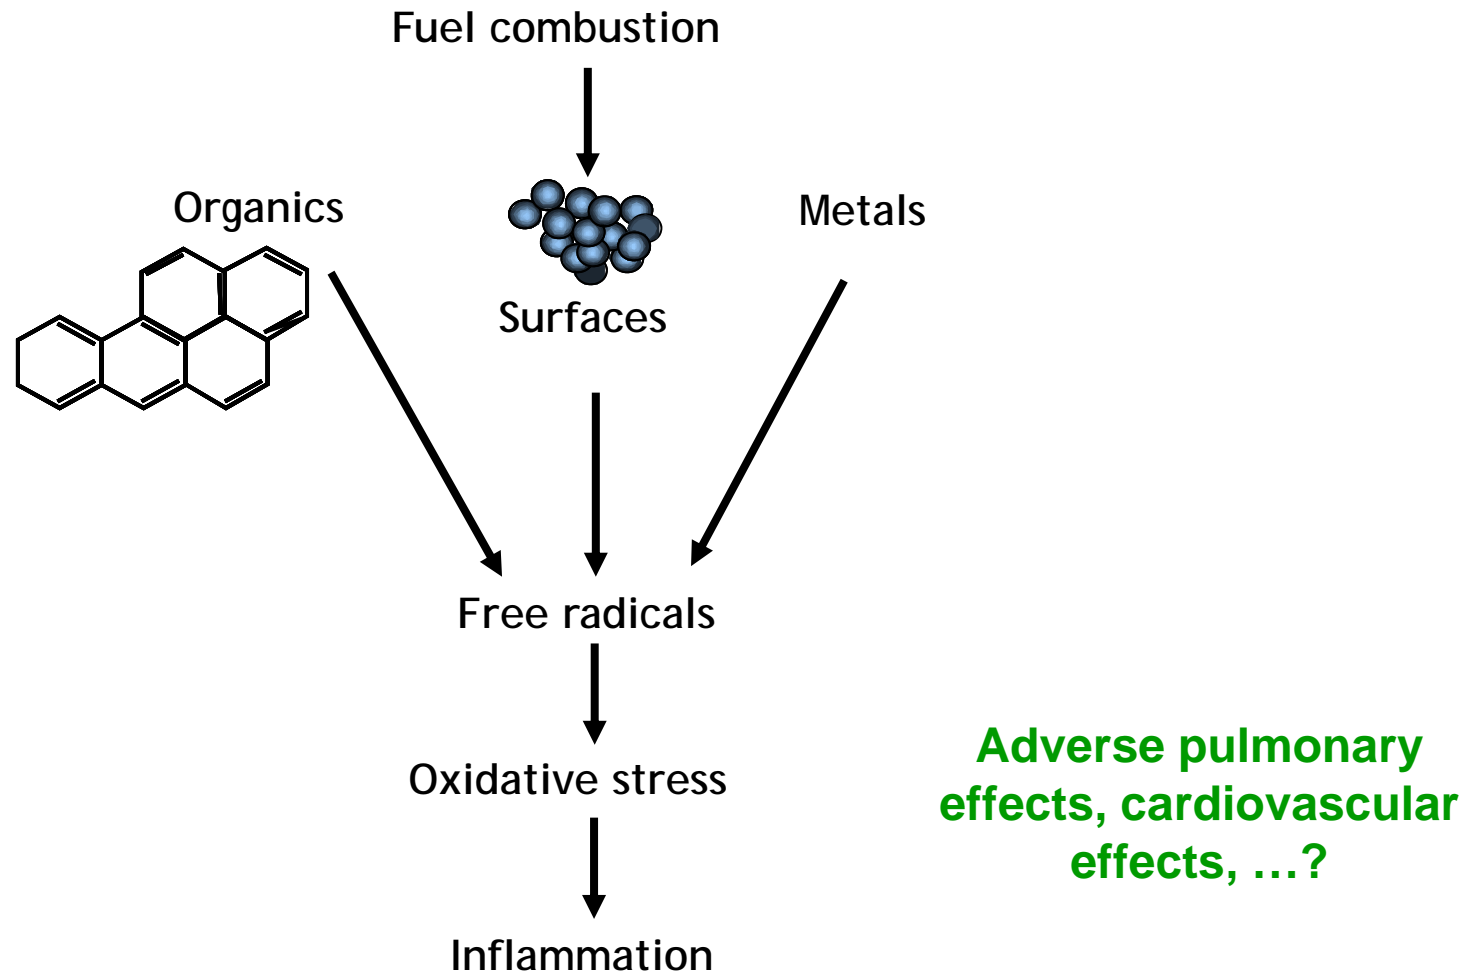 Fuel combustion
Organics
Metals
Surfaces
Free radicals
Oxidative stress
Adverse pulmonary
effects, cardiovascular
effects, …?
Inflammation